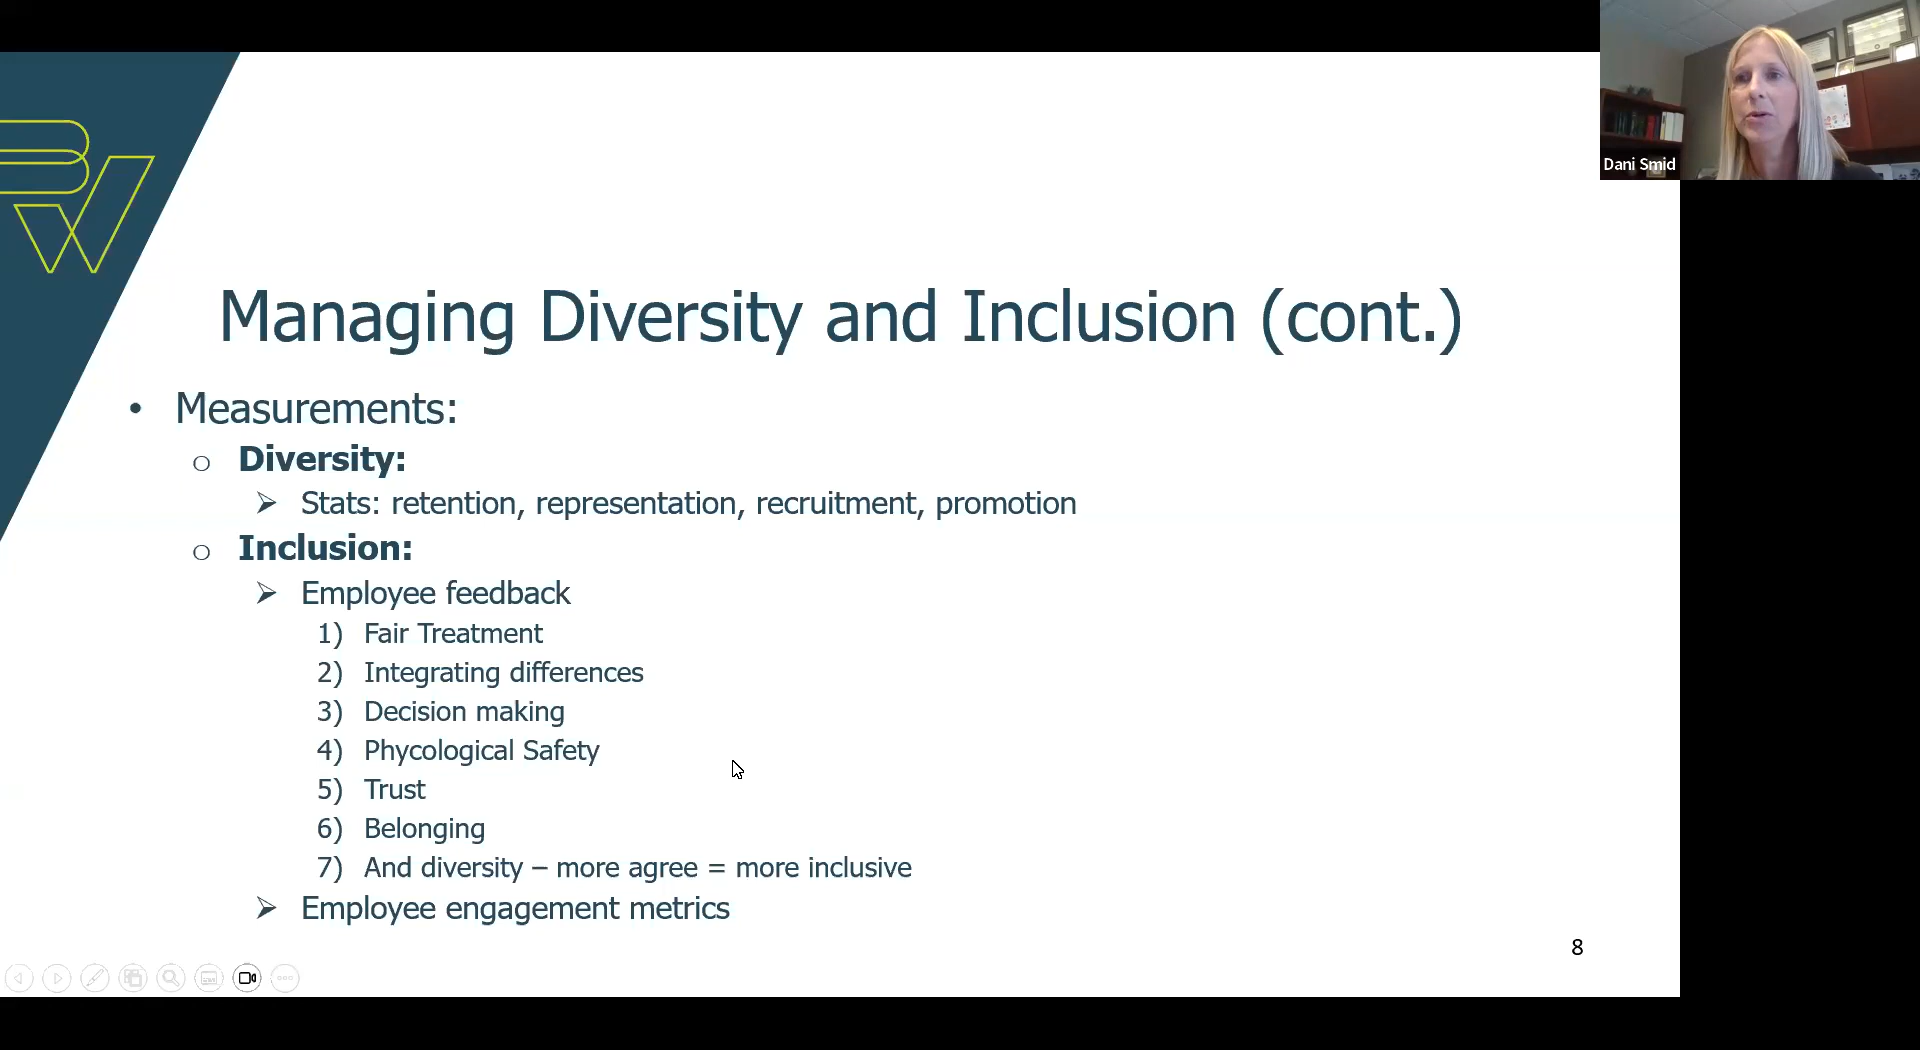 Dani Smid
Managing Diversity and Inclusion (cont.)
• Measurements:
o Diversity:
➢ Stats: retention, representation, recruitment, promotion
o Inclusion:
➢ Employee feedback
1) Fair Treatment
2) Integrating differences
3) Decision making
4) Phycological Safety
5) Trust
6) Belonging
7) And diversity – more agree = more inclusive
➢ Employee engagement metrics
8